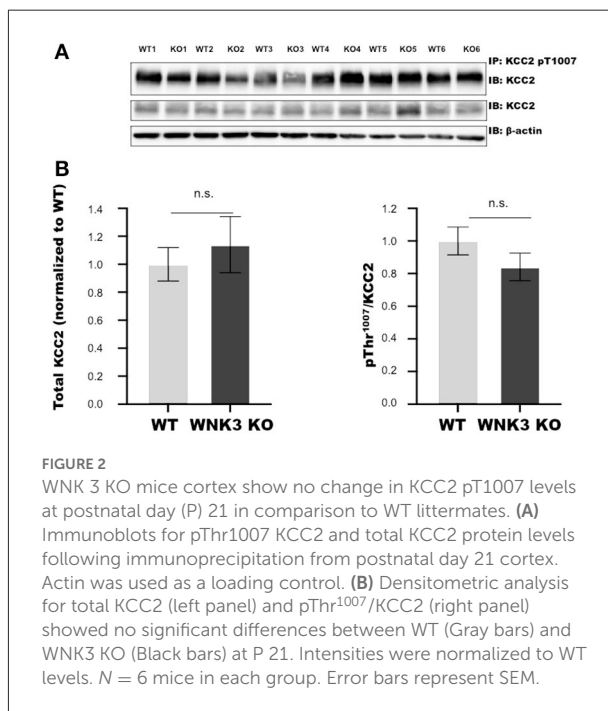 A
WT1 KO1 WT2 KO2 WT3 KO3 WT4 KO4 WT5 KO5 WT6 KO6
IP: KCC2 pT1007
IB: KCC2
IB: KCC2
IB: β-actin
B
Total KCC2 (normalized to WT)
1.4
1.2
1.0
0.8
0.6
0.4
0.2
0.0
n.s.
WT WNK3 KO
pThr¹⁰⁰⁷/KCC2
1.2
1.0
0.8
0.6
0.4
0.2
0.0
n.s.
WT WNK3 KO
FIGURE 2
WNK 3 KO mice cortex show no change in KCC2 pT1007 levels
at postnatal day (P) 21 in comparison to WT littermates. (A)
Immunoblots for pThr1007 KCC2 and total KCC2 protein levels
following immunoprecipitation from postnatal day 21 cortex.
Actin was used as a loading control. (B) Densitometric analysis
for total KCC2 (left panel) and pThr¹⁰⁰⁷/KCC2 (right panel)
showed no significant differences between WT (Gray bars) and
WNK3 KO (Black bars) at P 21. Intensities were normalized to WT
levels. N = 6 mice in each group. Error bars represent SEM.